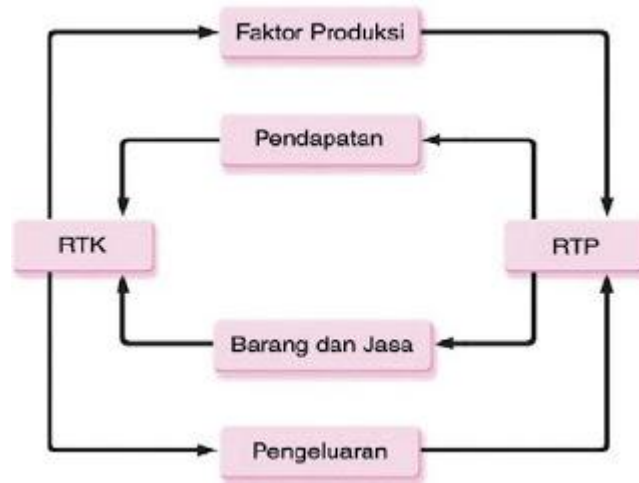 Faktor Produksi
Pendapatan
RTK
RTP
Barang dan Jasa
Pengeluaran